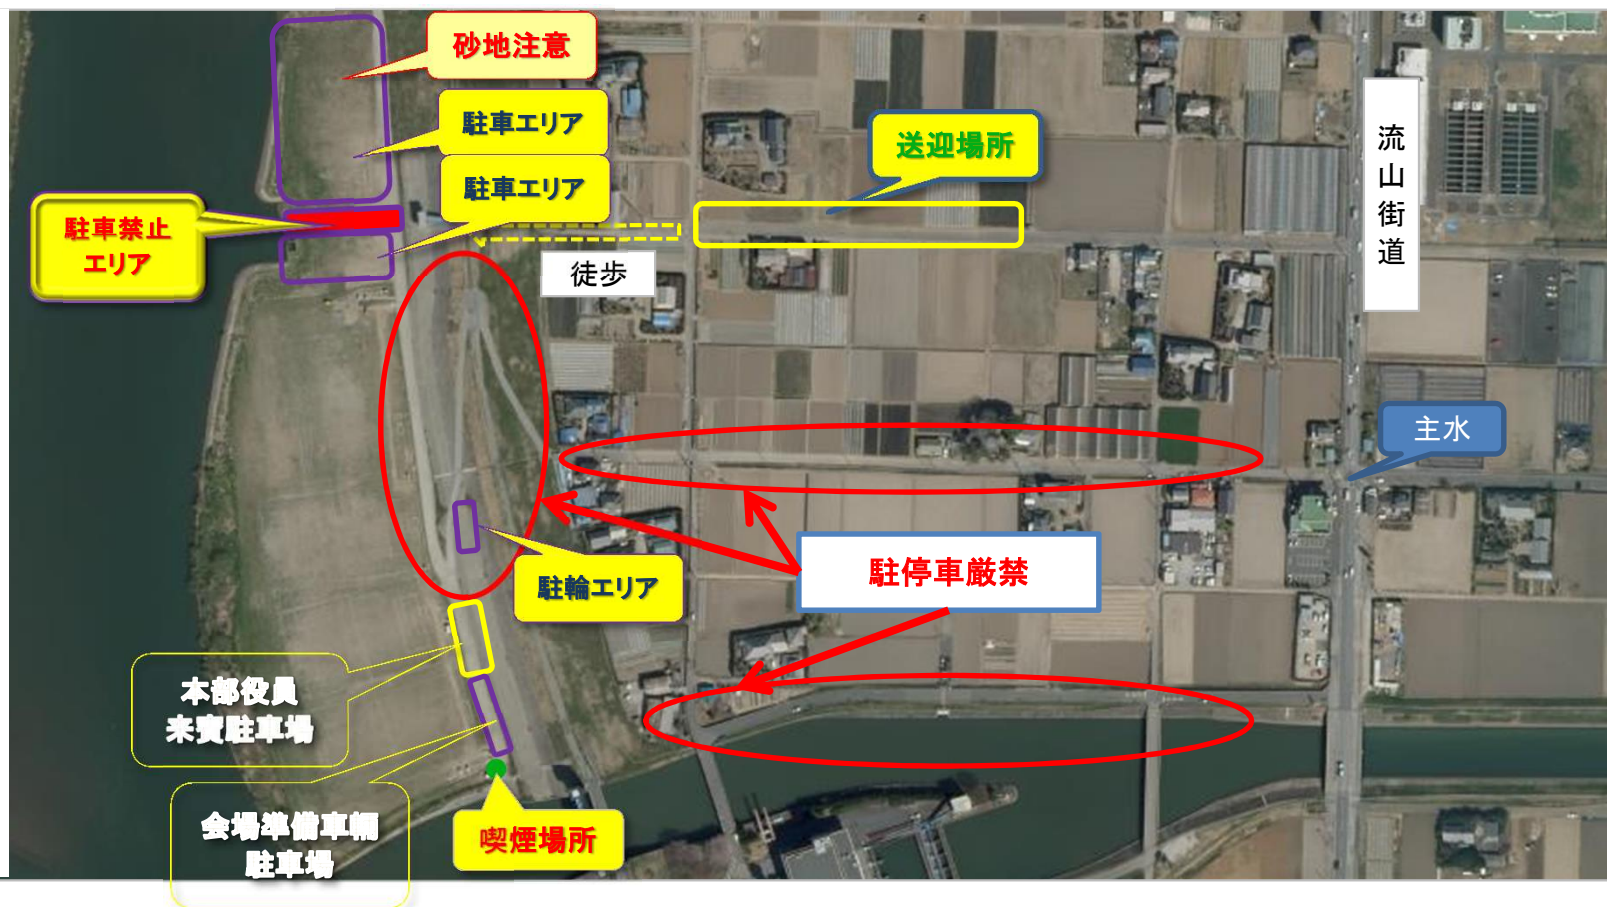 砂地注意
駐車エリア
駐車エリア
駐車禁止
エリア
送迎場所
徒歩
流山街道
主水
駐停車厳禁
駐輪エリア
本部役員
来賓駐車場
会場準備車輌
駐車場
喫煙場所